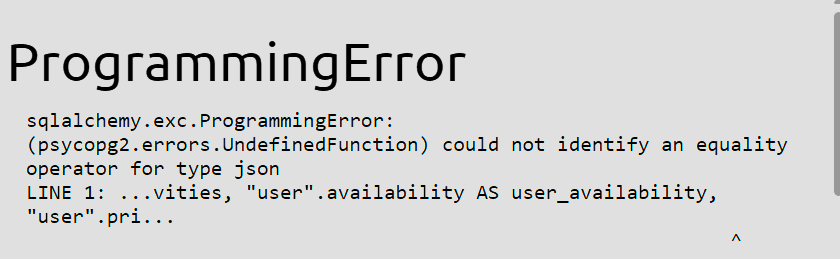 ProgrammingError
sqlalchemy.exc.ProgrammingError:
(psycopg2.errors.UndefinedFunction) could not identify an equality
operator for type json
LINE 1: ...vities, "user".availability AS user_availability,
"user".pri...
^